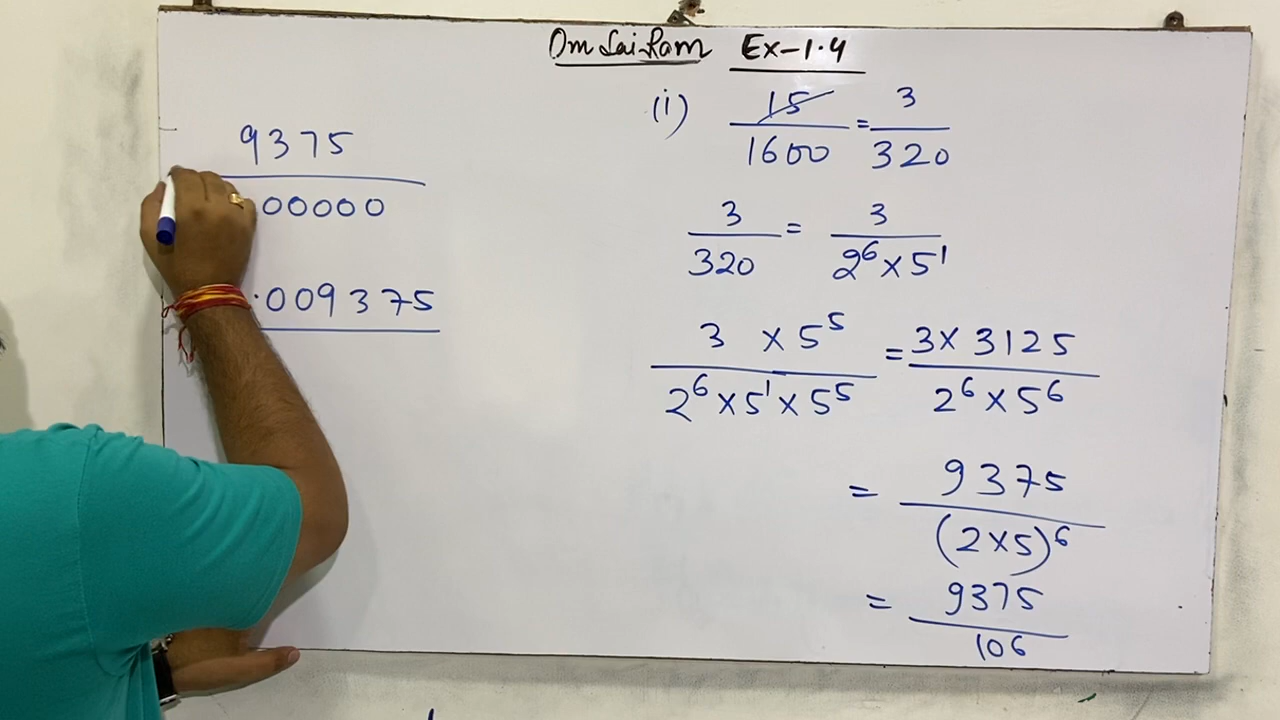 Om Sai Ram Ex-1.4
(i) 15/1600 = 3/320
3/320 = 3/2⁶×5¹
3 ×5⁵/2⁶×5¹×5⁵ = 3×3125/2⁶×5⁶
= 9375/(2×5)⁶
= 9375/106
9375
00000
.009375